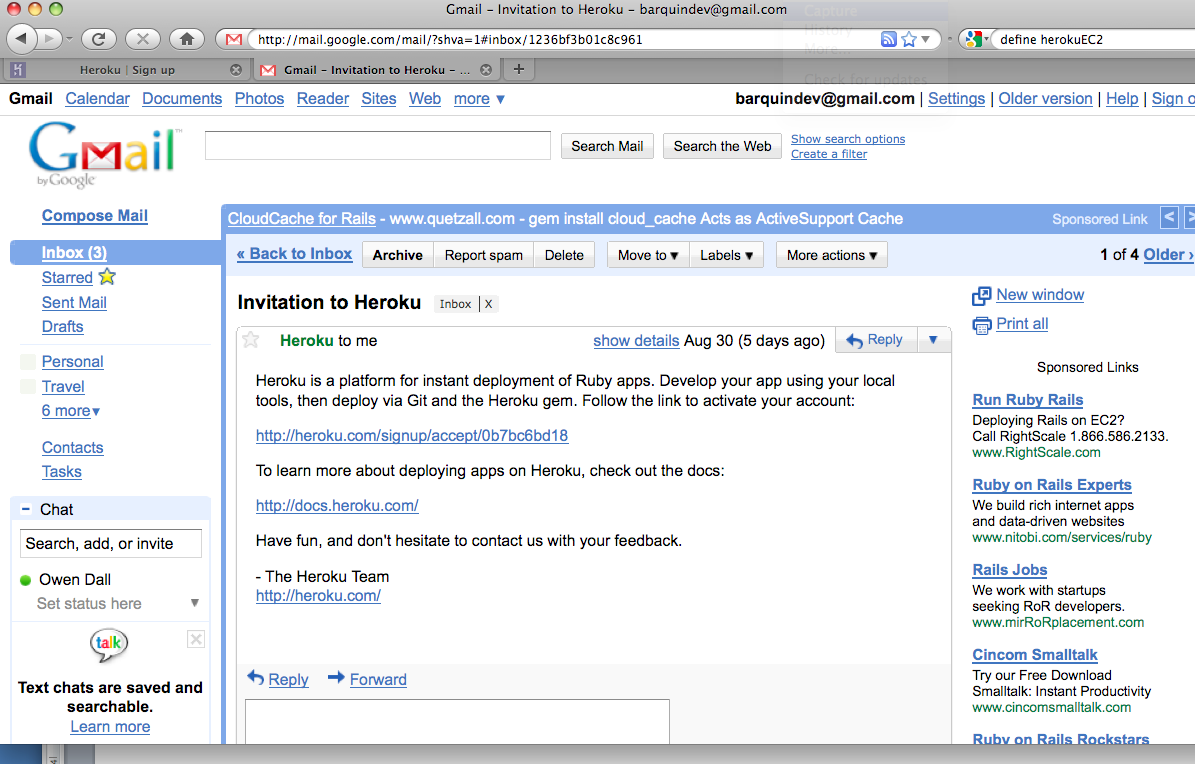 Gmail – Invitation to Heroku – barquindev@gmail.com
Capture
History
More...
Check for updates
http://mail.google.com/mail/?shva=1#inbox/1236bf3b01c8c961
define herokuEC2
Heroku | Sign up
Gmail – Invitation to Heroku – ...
Gmail Calendar Documents Photos Reader Sites Web more ▼
barquindev@gmail.com | Settings | Older version | Help | Sign o
Gmail™
by Google
Search Mail
Search the Web
Show search options
Create a filter
Compose Mail
Inbox (3)
Starred
Sent Mail
Drafts
Personal
Travel
6 more▼
Contacts
Tasks
− Chat
Search, add, or invite
Owen Dall
Set status here ▼
talk
Text chats are saved and
searchable.
Learn more
CloudCache for Rails - www.quetzall.com - gem install cloud_cache Acts as ActiveSupport Cache
Sponsored Link < >
« Back to Inbox
Archive
Report spam
Delete
Move to ▼
Labels ▼
More actions ▼
1 of 4 Older ›
Invitation to Heroku
Inbox | X
Heroku to me
show details Aug 30 (5 days ago)
Reply ▼
Heroku is a platform for instant deployment of Ruby apps. Develop your app using your local
tools, then deploy via Git and the Heroku gem. Follow the link to activate your account:
http://heroku.com/signup/accept/0b7bc6bd18
To learn more about deploying apps on Heroku, check out the docs:
http://docs.heroku.com/
Have fun, and don't hesitate to contact us with your feedback.
- The Heroku Team
http://heroku.com/
Reply
Forward
New window
Print all
Sponsored Links
Run Ruby Rails
Deploying Rails on EC2?
Call RightScale 1.866.586.2133.
www.RightScale.com
Ruby on Rails Experts
We build rich internet apps
and data-driven websites
www.nitobi.com/services/ruby
Rails Jobs
We work with startups
seeking RoR developers.
www.mirRoRplacement.com
Cincom Smalltalk
Try our Free Download
Smalltalk: Instant Productivity
www.cincomsmalltalk.com
Ruby on Rails Rockstars